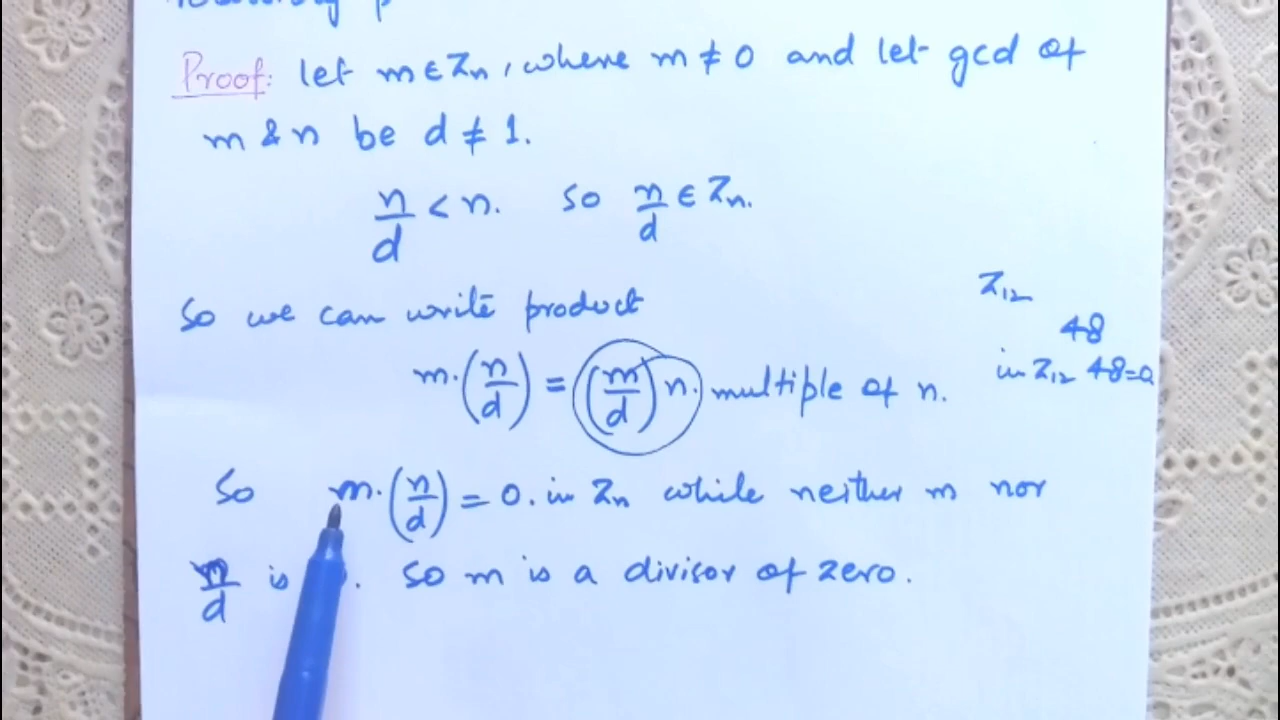 Proof: let m ∈ Zn, where m ≠ 0 and let gcd of
m & n be d ≠ 1.
n/d < n. so n/d ∈ Zn.
So we can write product
m.(n/d) = (m/d) n. multiple of n.
Z12
48
in Z12 48=0
So m.(n/d) = 0. in Zn while neither m nor
n/d is . So m is a divisor of zero.